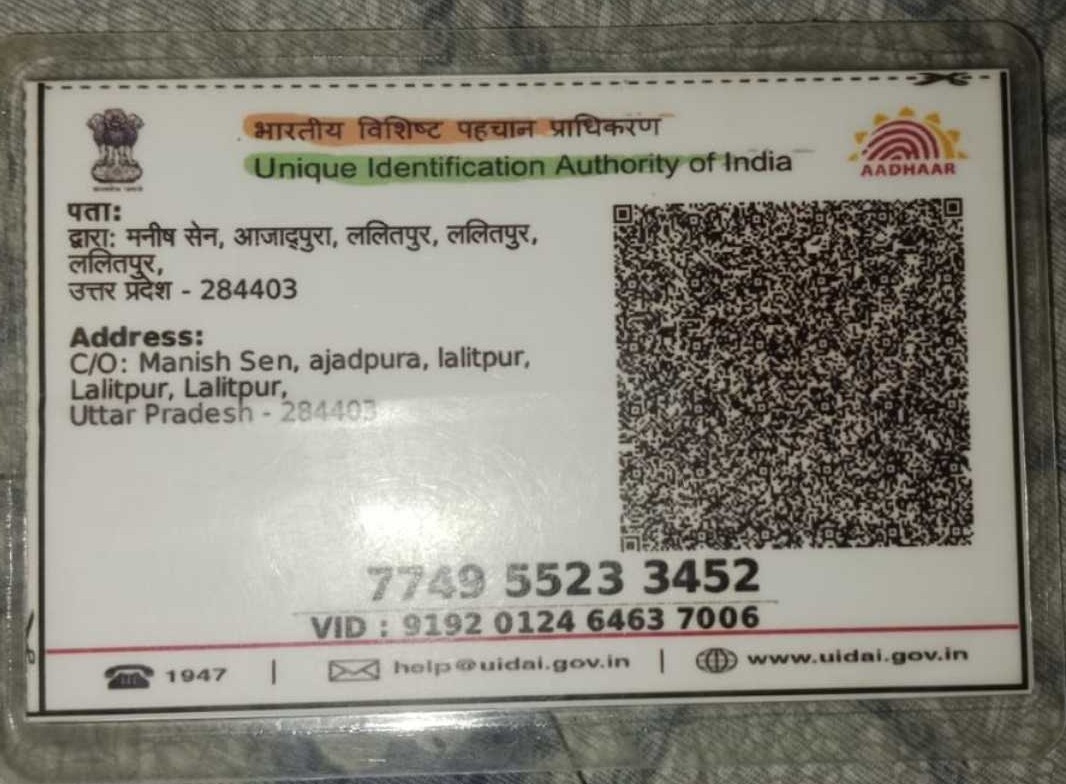 भारतीय विशिष्ट पहचान प्राधिकरण
Unique Identification Authority of India
AADHAAR
पता:
द्वारा: मनीष सेन, आजाद्पुरा, ललितपुर, ललितपुर,
ललितपुर,
उत्तर प्रदेश - 284403
Address:
C/O: Manish Sen, ajadpura, lalitpur,
Lalitpur, Lalitpur,
Uttar Pradesh - 284403
7749 5523 3452
VID : 9192 0124 6463 7006
1947 | help@uidai.gov.in | www.uidai.gov.in